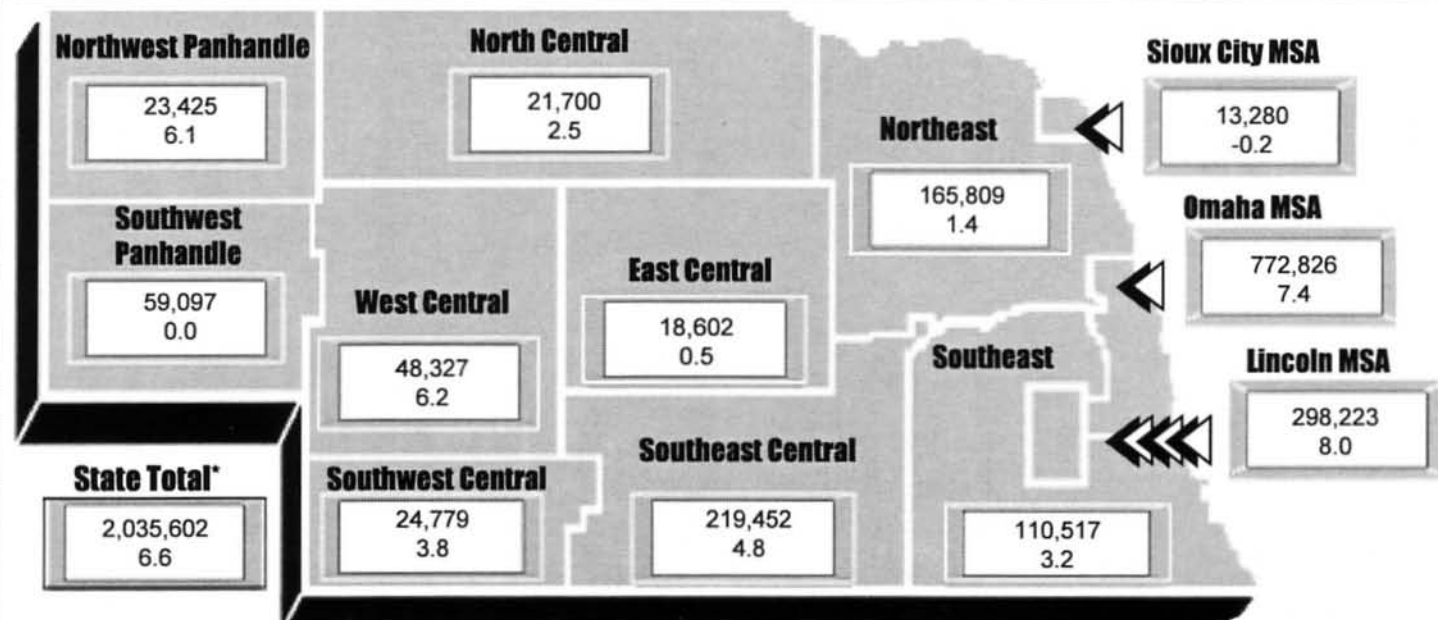 Northwest Panhandle
23,425
6.1
North Central
21,700
2.5
Sioux City MSA
13,280
-0.2
Northeast
165,809
1.4
Southwest
Panhandle
59,097
0.0
West Central
48,327
6.2
East Central
18,602
0.5
Omaha MSA
772,826
7.4
Southeast
110,517
3.2
Lincoln MSA
298,223
8.0
State Total*
2,035,602
6.6
Southwest Central
24,779
3.8
Southeast Central
219,452
4.8